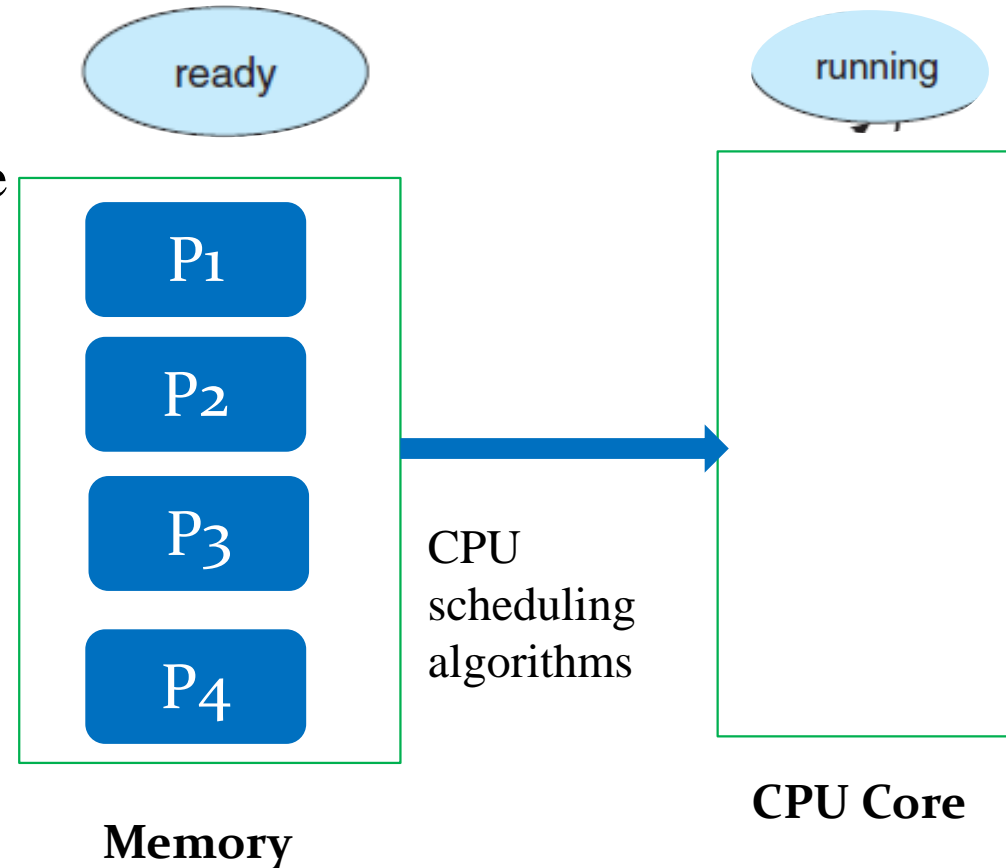 ready
running
e
P1
P2
P3
P4
CPU
scheduling
algorithms
CPU Core
Memory